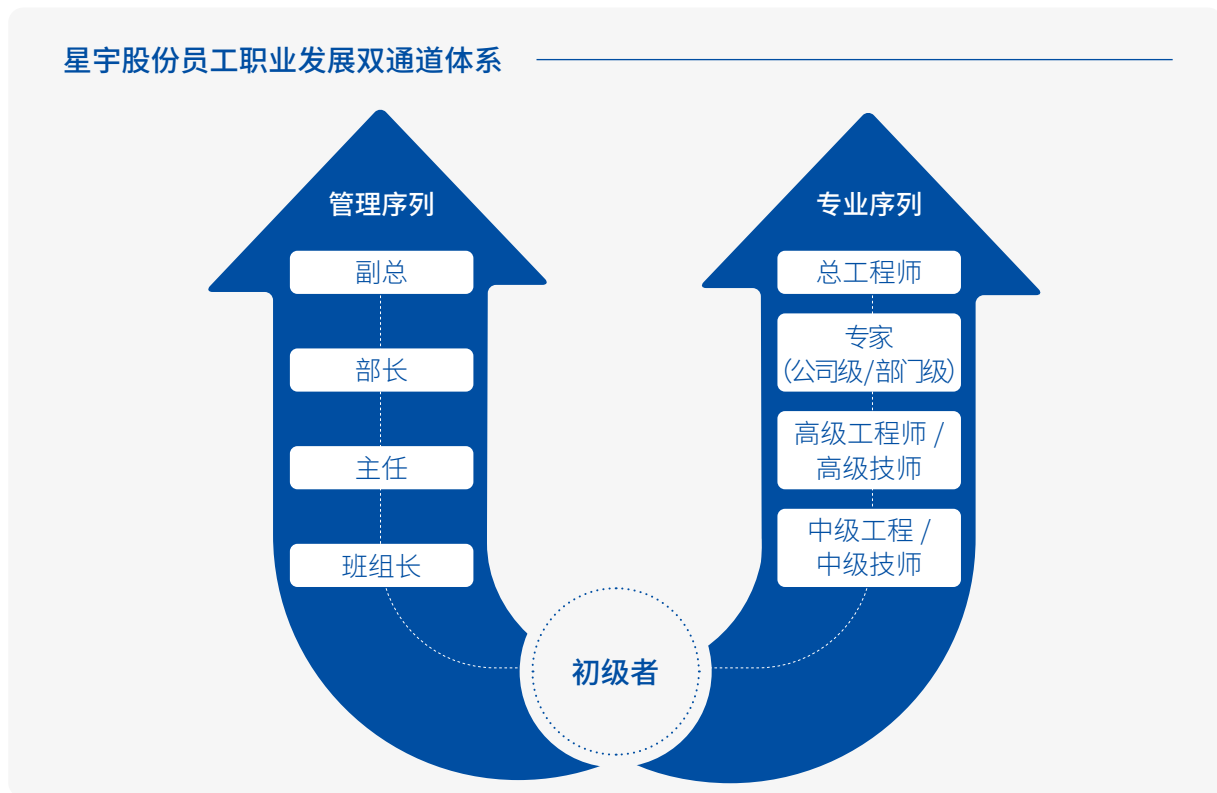 星宇股份员工职业发展双通道体系
管理序列
副总
部长
主任
班组长
专业序列
总工程师
专家
(公司级/部门级)
高级工程师 /
高级技师
中级工程 /
中级技师
初级者